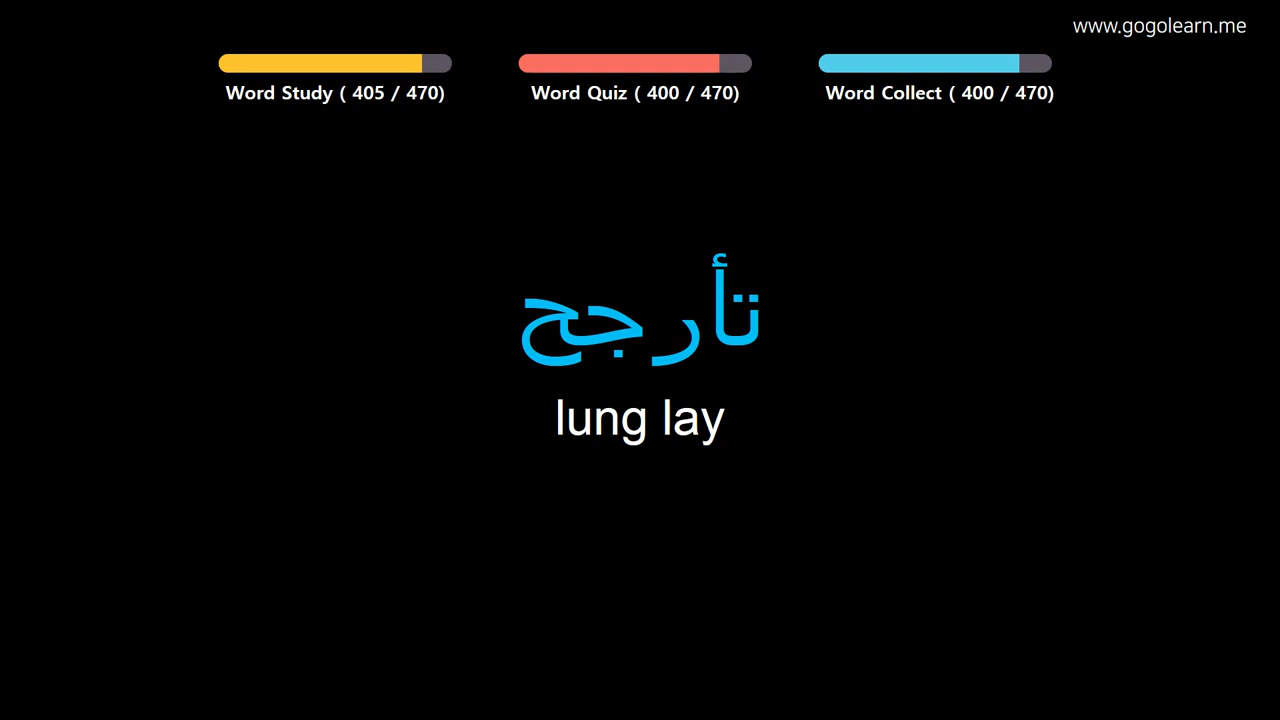 www.gogolearn.me
Word Study ( 405 / 470)
Word Quiz ( 400 / 470)
Word Collect ( 400 / 470)
تأرجح
lung lay